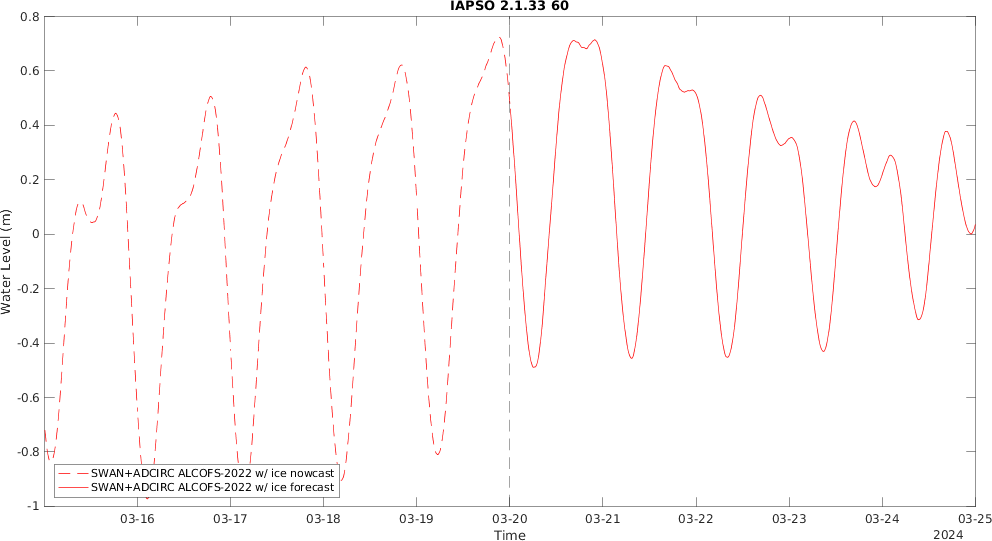 IAPSO 2.1.33 60
Water Level (m)
0.8
0.6
0.4
0.2
0
-0.2
-0.4
-0.6
-0.8
-1
SWAN+ADCIRC ALCOFS-2022 w/ ice nowcast
SWAN+ADCIRC ALCOFS-2022 w/ ice forecast
03-16 03-17 03-18 03-19 03-20 03-21 03-22 03-23 03-24 03-25
Time
2024